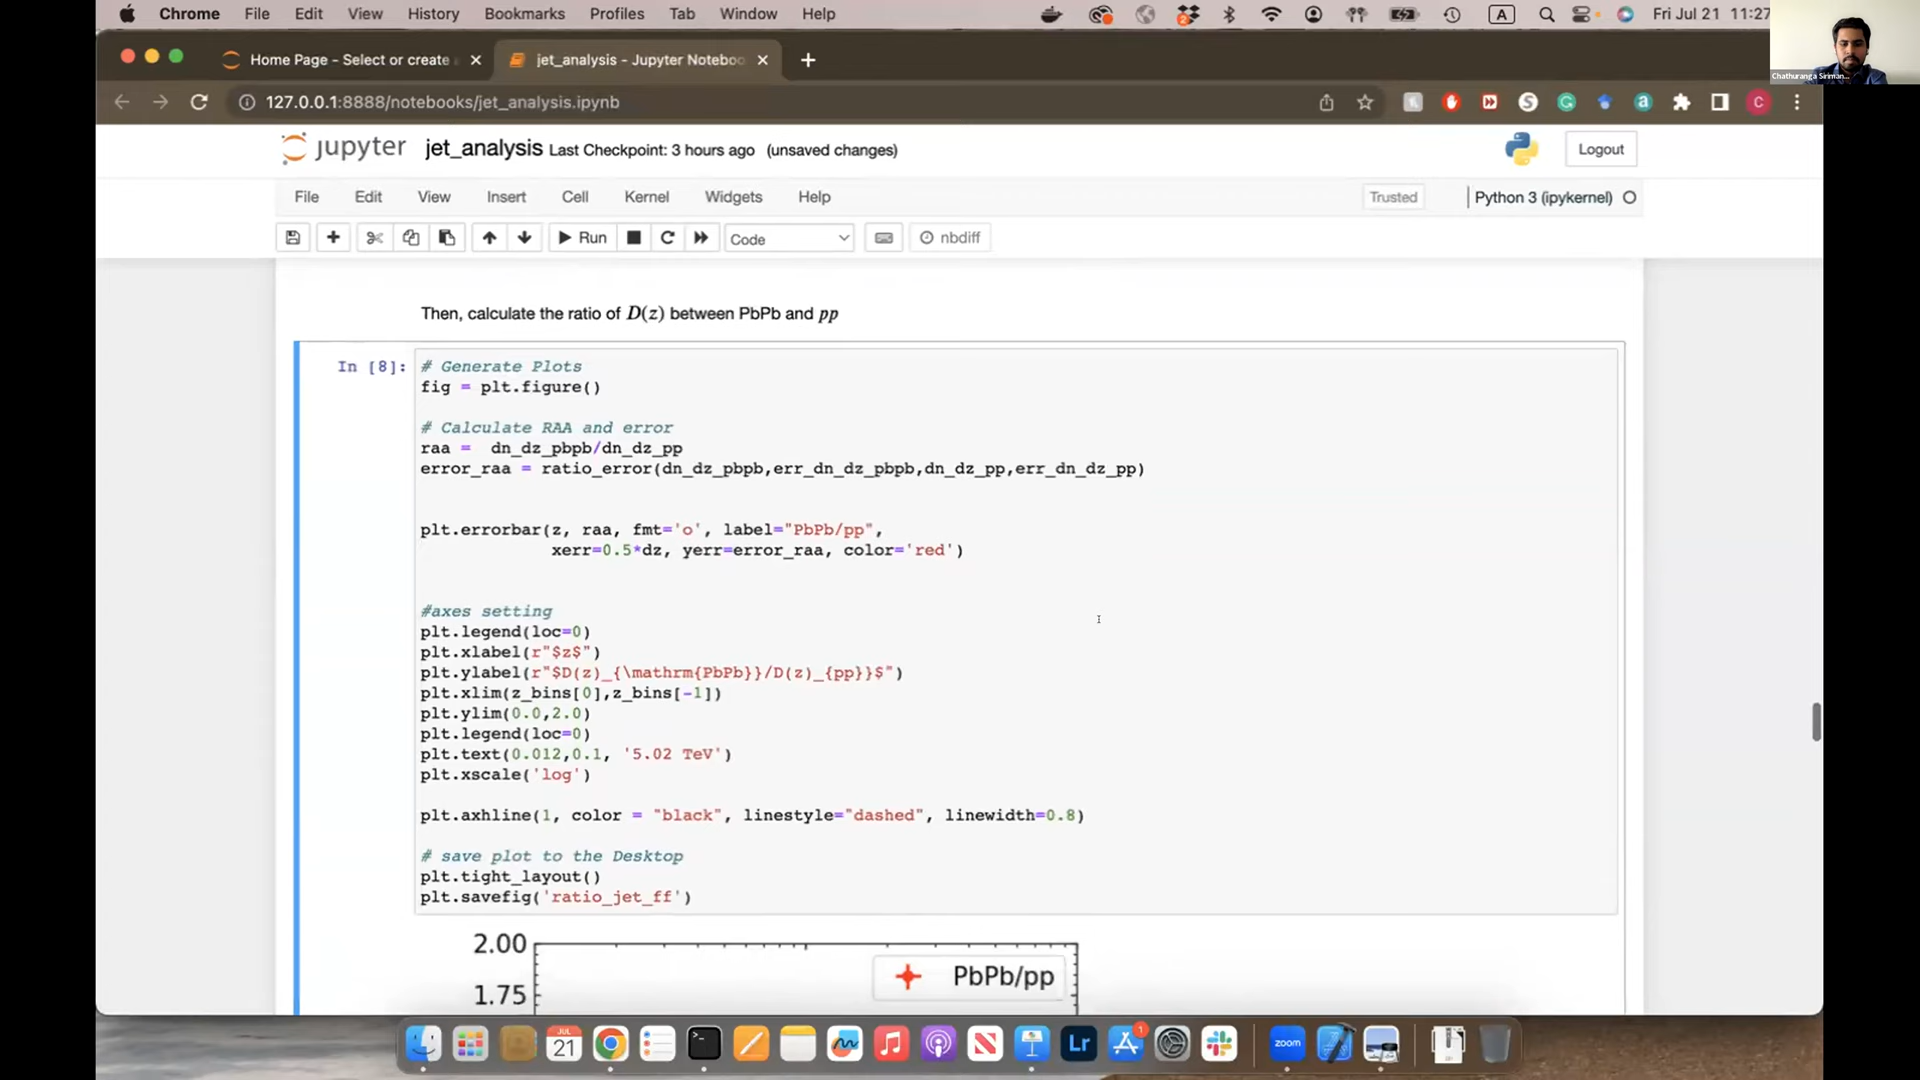 Chrome File Edit View History Bookmarks Profiles Tab Window Help
A
Fri Jul 21 11:27
Home Page - Select or create
jet_analysis - Jupyter Noteboo
127.0.0.1:8888/notebooks/jet_analysis.ipynb
Chathuranga Siriman...
jupyter jet_analysis Last Checkpoint: 3 hours ago (unsaved changes)
Logout
File Edit View Insert Cell Kernel Widgets Help
Trusted
Python 3 (ipykernel)
Run
Code
nbdiff
Then, calculate the ratio of D(z) between PbPb and pp
In [8]:
# Generate Plots
fig = plt.figure()
# Calculate RAA and error
raa =  dn_dz_pbpb/dn_dz_pp
error_raa = ratio_error(dn_dz_pbpb,err_dn_dz_pbpb,dn_dz_pp,err_dn_dz_pp)
plt.errorbar(z, raa, fmt='o', label="PbPb/pp",
xerr=0.5*dz, yerr=error_raa, color='red')
#axes setting
plt.legend(loc=0)
plt.xlabel(r"$z$")
plt.ylabel(r"$D(z)_{\mathrm{PbPb}}/D(z)_{pp}}$")
plt.xlim(z_bins[0],z_bins[-1])
plt.ylim(0.0,2.0)
plt.legend(loc=0)
plt.text(0.012,0.1, '5.02 TeV')
plt.xscale('log')
plt.axhline(1, color = "black", linestyle="dashed", linewidth=0.8)
# save plot to the Desktop
plt.tight_layout()
plt.savefig('ratio_jet_ff')
2.00
PbPb/pp
1.75
JUL
21
Lr
1
zoom